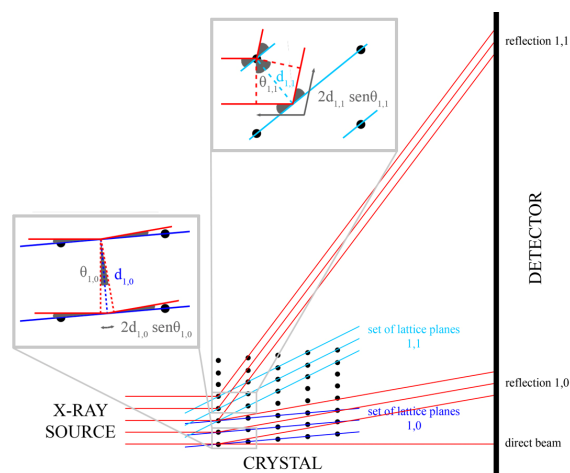 reflection 1,1
θ1,1
d1,1
2d1,1 senθ1,1
DETECTOR
θ1,0
d1,0
2d1,0 senθ1,0
set of lattice planes
1,1
reflection 1,0
X-RAY
SOURCE
set of lattice planes
1,0
direct beam
CRYSTAL